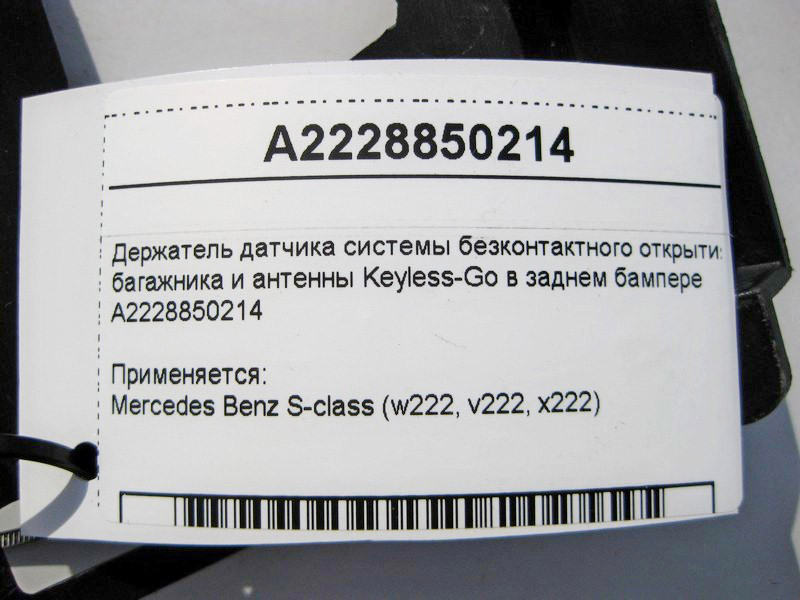 A2228850214
Держатель датчика системы безконтактного открыти
багажника и антенны Keyless-Go в заднем бампере
A2228850214
Применяется:
Mercedes Benz S-class (w222, v222, x222)